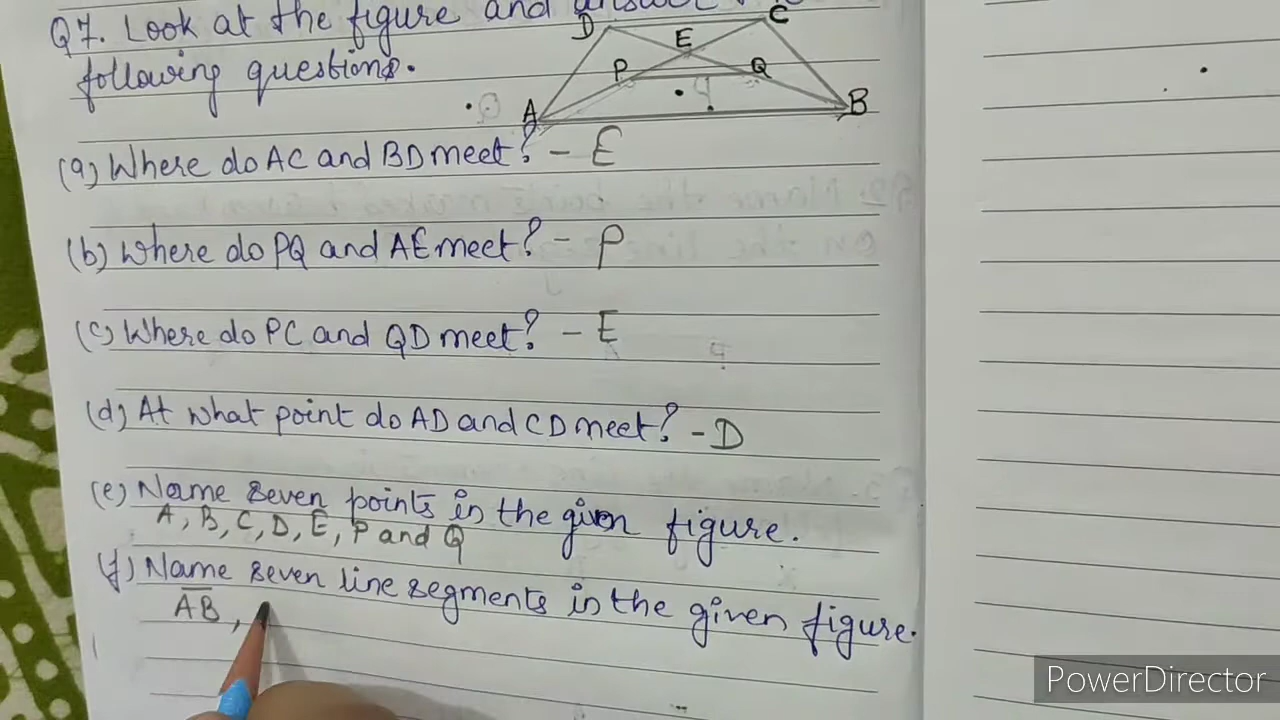 Q7. Look at the figure and answer
following questions.
D
C
E
P
Q
A
B
(a) Where do AC and BD meet? - E
(b) Where do PQ and AE meet? - P
(c) Where do PC and QD meet? - E
(d) At what point do AD and CD meet? - D
(e) Name seven points in the given figure.
A, B, C, D, E, P and Q
(f) Name seven line segments in the given figure.
A̅B̅,
PowerDirector